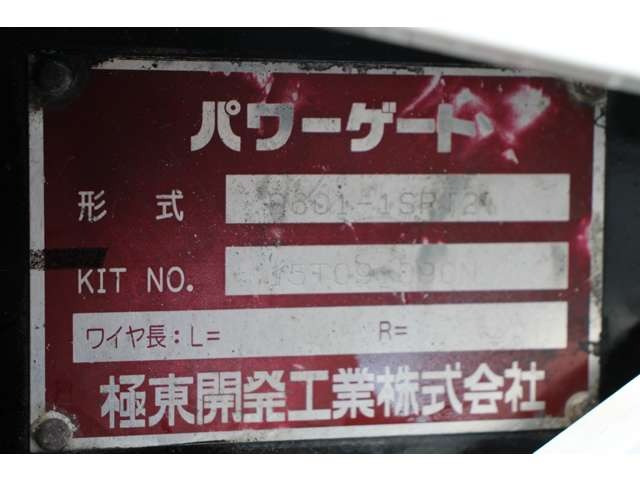 パワーゲート
形 式
KIT NO.
ワイヤ長:L= R=
極東開発工業株式会社